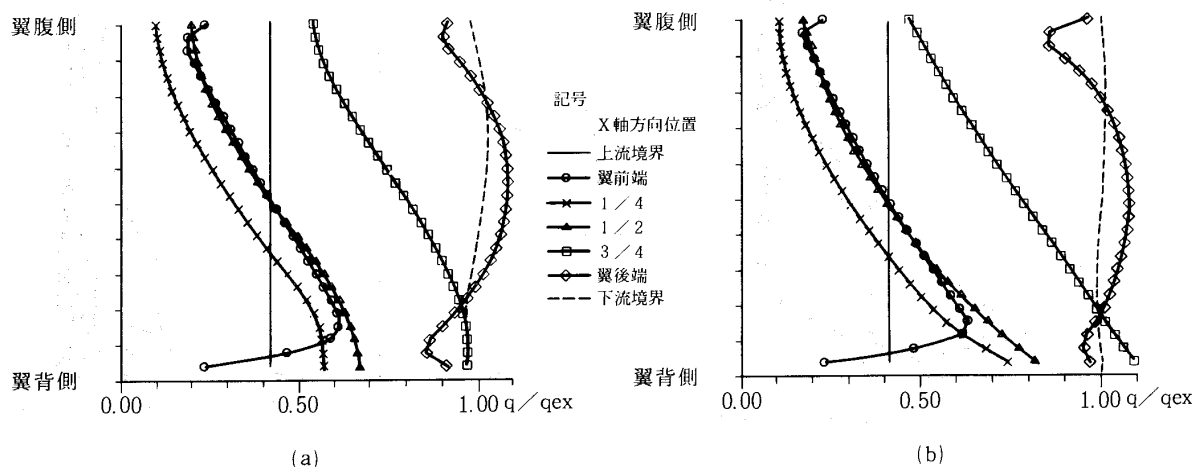 翼腹側
翼背側
0.00
0.50
1.00 q／qex
(a)
記号
X軸方向位置
上流境界
翼前端
1／4
1／2
3／4
翼後端
下流境界
翼腹側
翼背側
0.00
0.50
1.00 q／qex
(b)